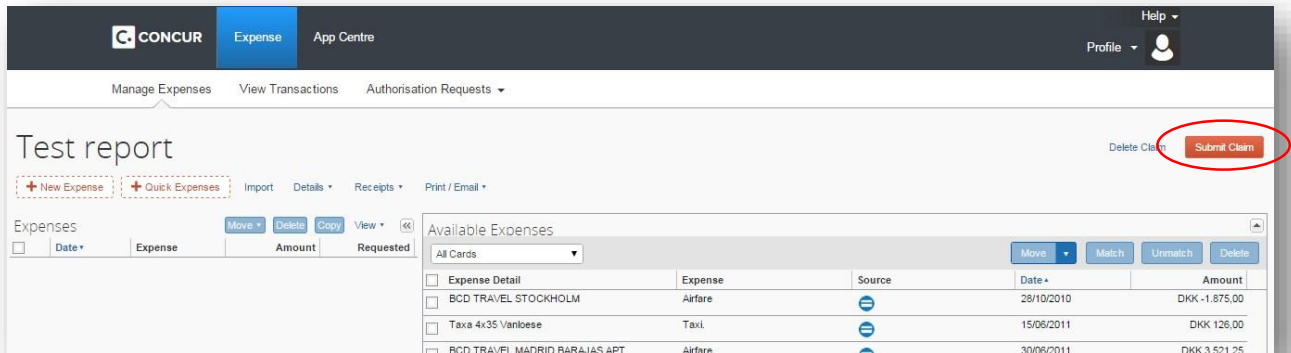 Help
CONCUR Expense App Centre
Profile
Manage Expenses View Transactions Authorisation Requests
Test report
Delete Claim Submit Claim
+ New Expense + Quick Expenses Import Details Receipts Print / Email
Expenses Move Delete Copy View
Available Expenses
Date Expense Amount Requested
All Cards Move Match Unmatch Delete
Expense Detail Expense Source Date Amount
BCD TRAVEL STOCKHOLM Airfare 28/10/2010 DKK -1.875,00
Taxa 4x35 Vanloese Taxi. 15/06/2011 DKK 126,00
BCD TRAVEL MADRID BARAJAS APT Airfare 30/06/2011 DKK 3.521,25